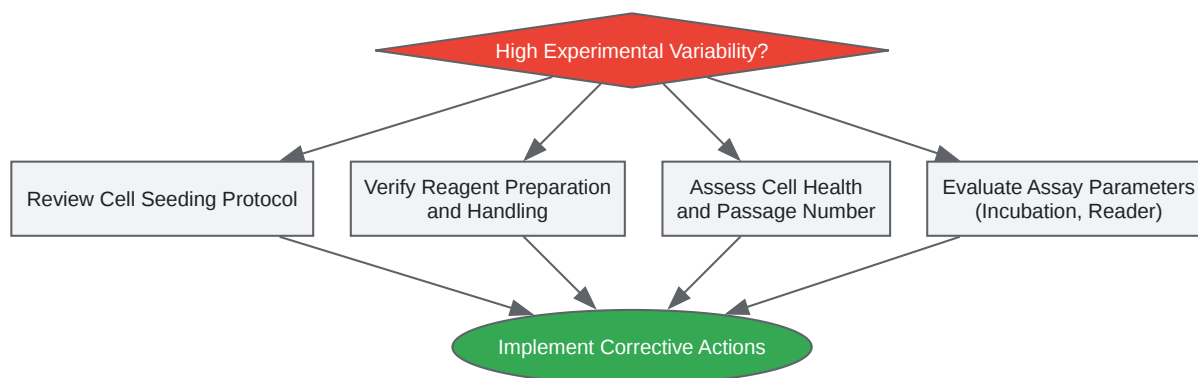 High Experimental Variability?
Review Cell Seeding Protocol
Verify Reagent Preparation
and Handling
Assess Cell Health
and Passage Number
Evaluate Assay Parameters
(Incubation, Reader)
Implement Corrective Actions